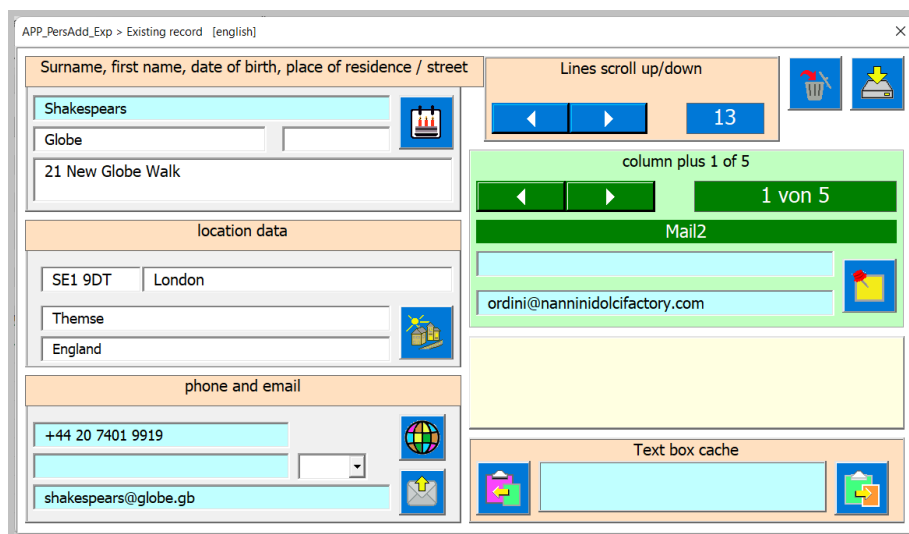 APP_PersAdd_Exp > Existing record [english]
Surname, first name, date of birth, place of residence / street
Shakespears
Globe
21 New Globe Walk
location data
SE1 9DT London
Themse
England
phone and email
+44 20 7401 9919
shakespears@globe.gb
Lines scroll up/down
13
column plus 1 of 5
1 von 5
Mail2
ordini@nanninidolcifactory.com
Text box cache